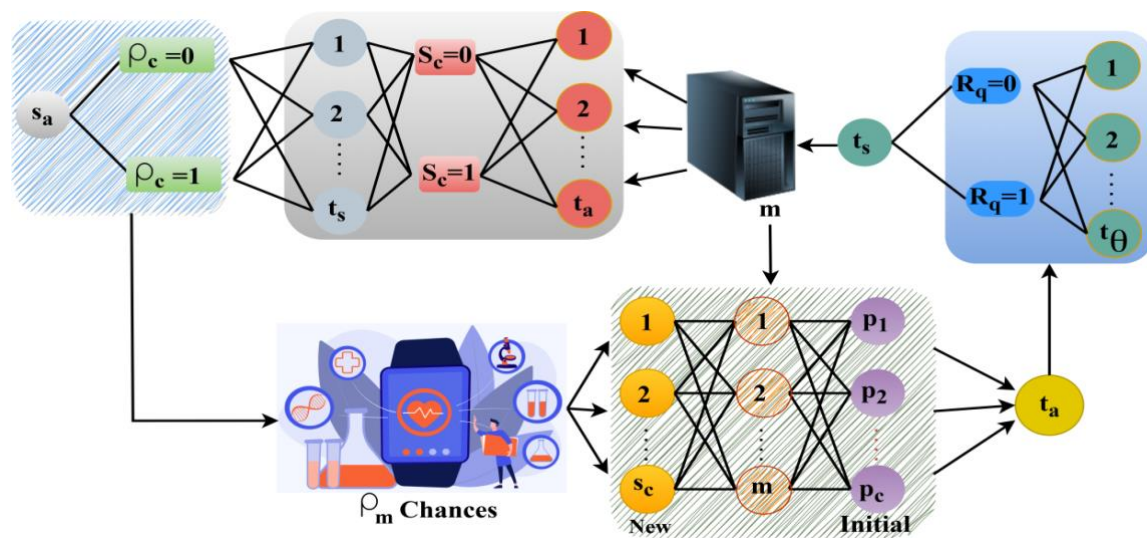 s_a
ρ_c=0
ρ_c=1
1
2
t_s
S_c=0
S_c=1
1
2
t_a
m
t_s
R_q=0
R_q=1
1
2
t_θ
ρ_m Chances
1
2
s_c
New
1
2
m
p_1
p_2
p_c
Initial
t_a